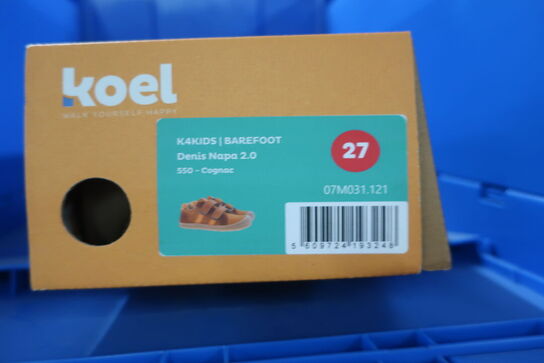 koel
WALK YOURSELF HAPPY
K4KIDS | BAREFOOT
Denis Napa 2.0
550 - Cognac
27
07M031.121
5 609724 193248